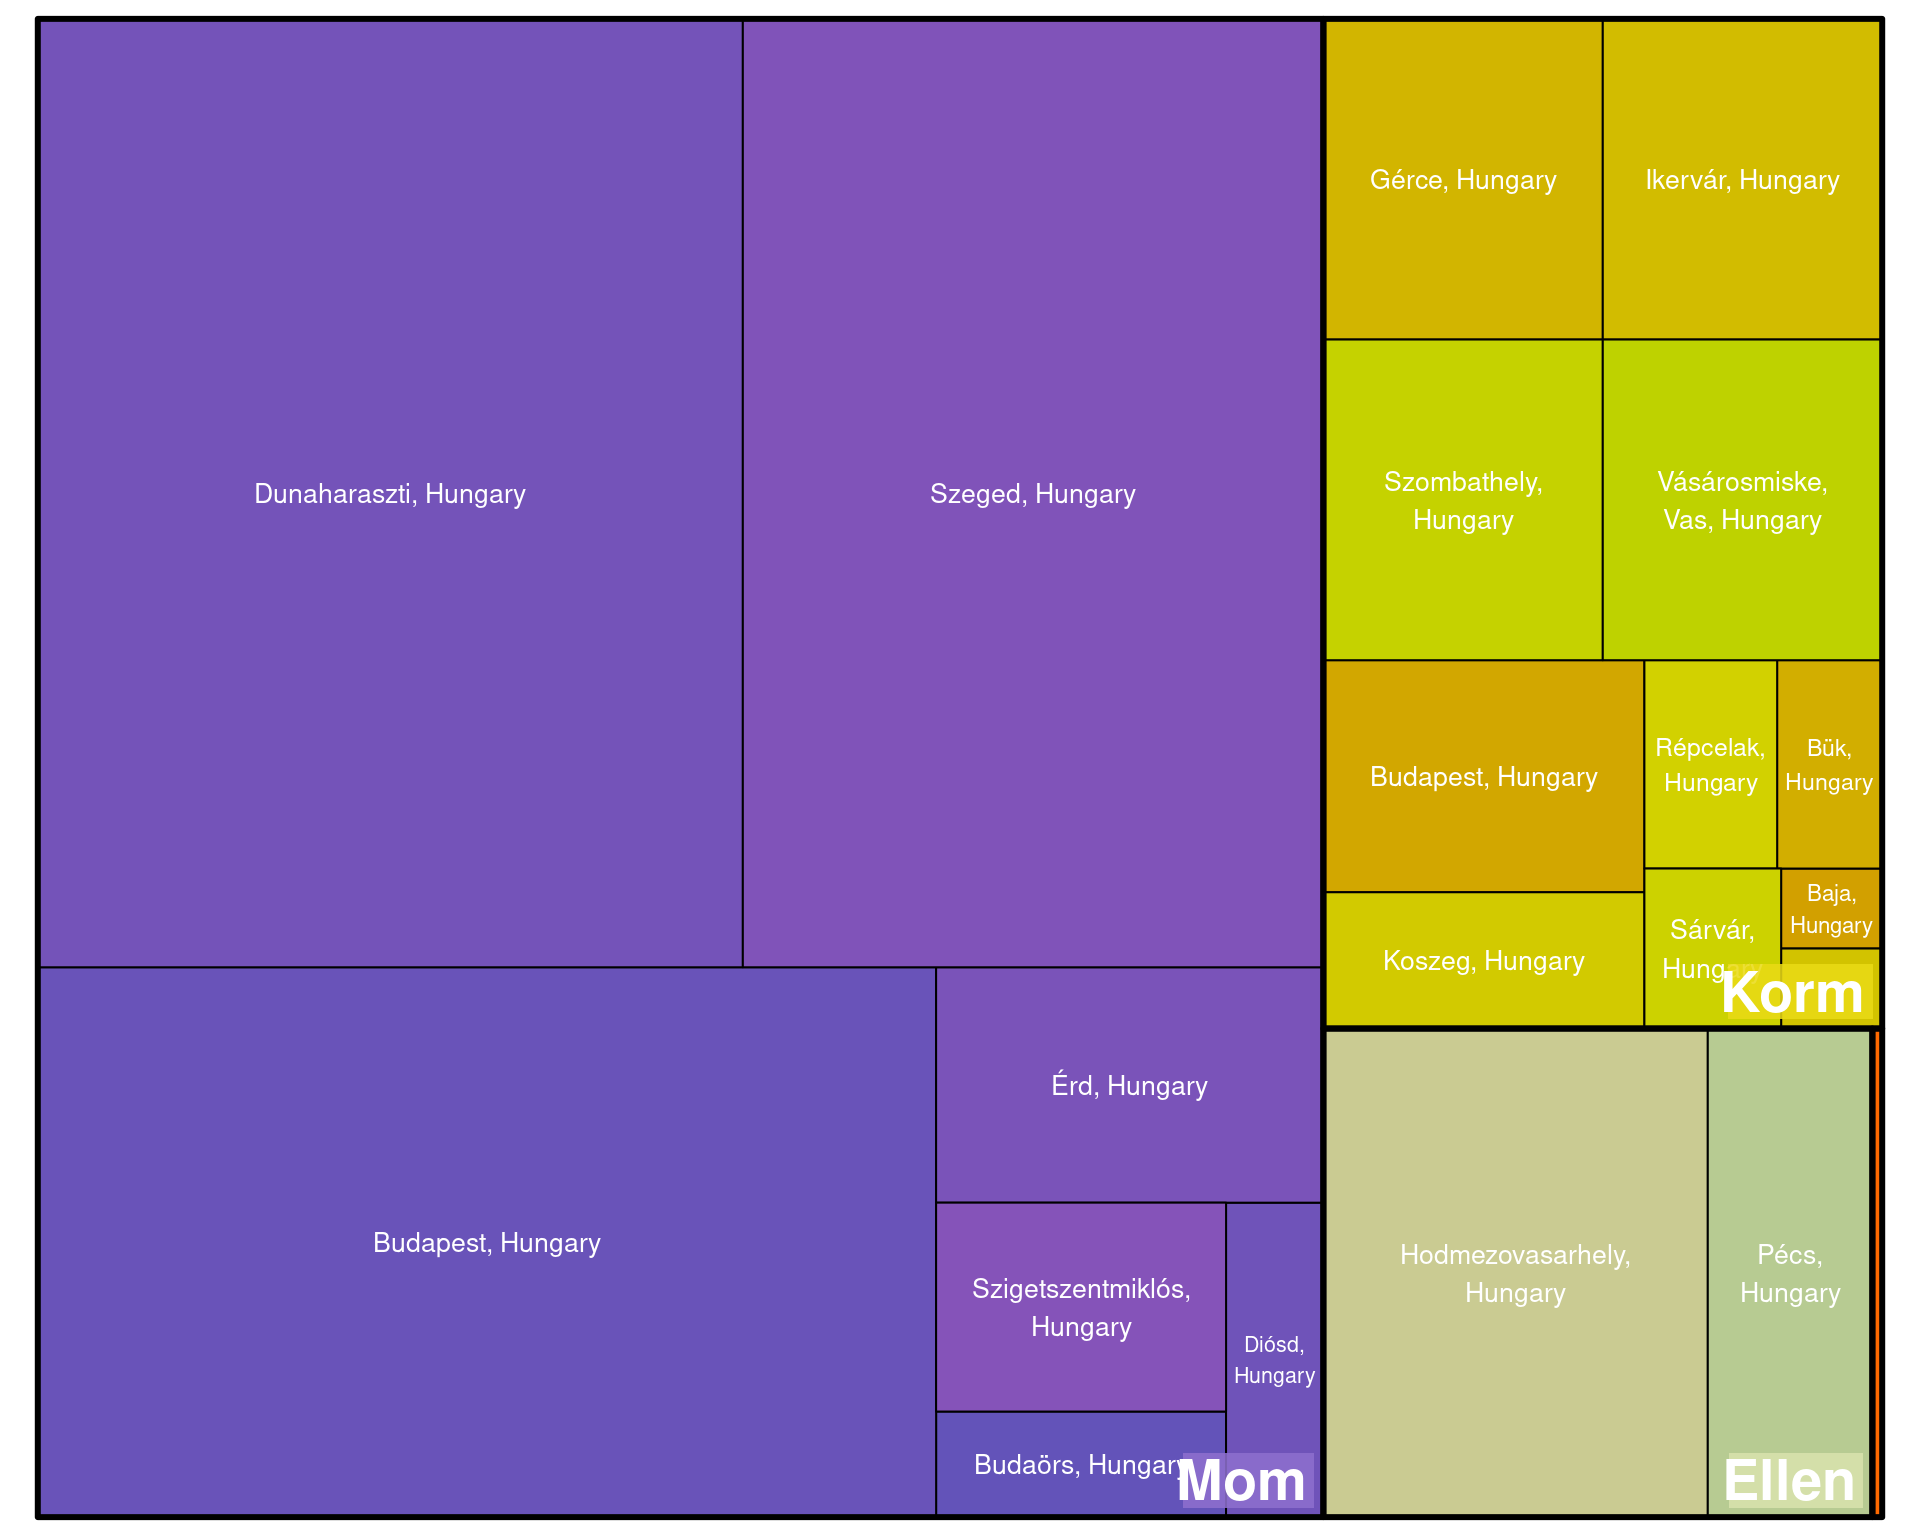 Dunaharaszti, Hungary
Szeged, Hungary
Budapest, Hungary
Érd, Hungary
Szigetszentmiklós,
Hungary
Diósd,
Hungary
Budaörs, Hungary
Mom
Gérce, Hungary
Ikervár, Hungary
Szombathely,
Hungary
Vásárosmiske,
Vas, Hungary
Budapest, Hungary
Répcelak,
Hungary
Bük,
Hungary
Koszeg, Hungary
Sárvár,
Hungary
Baja,
Hungary
Korm
Hodmezovasarhely,
Hungary
Pécs,
Hungary
Ellen